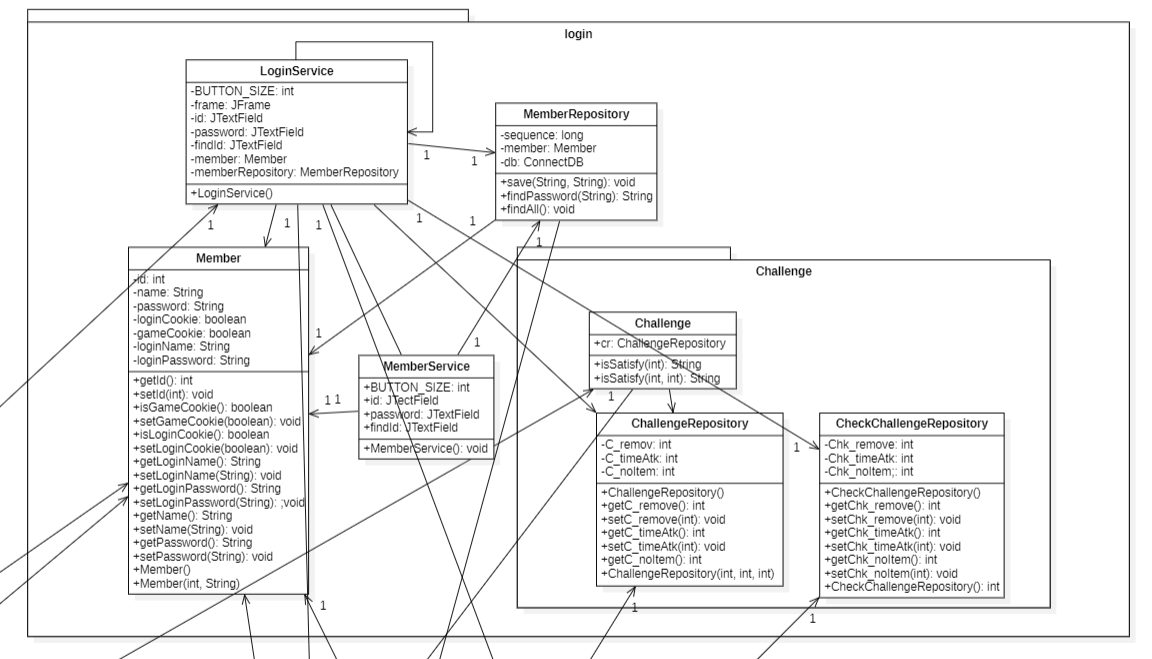 login
LoginService
-BUTTON_SIZE: int
-frame: JFrame
-id: JTextField
-password: JTextField
-findId: JTextField
-member: Member
-memberRepository: MemberRepository
+LoginService()
MemberRepository
-sequence: long
-member: Member
-db: ConnectDB
+save(String, String): void
+findPassword(String): String
+findAll(): void
1
1
1
1
1
1
1
1
Member
-id: int
-name: String
-password: String
-loginCookie: boolean
-gameCookie: boolean
-loginName: String
-loginPassword: String
+getId(): int
+setId(int): void
+isGameCookie(): boolean
+setGameCookie(boolean): void
+isLoginCookie(): boolean
+setLoginCookie(boolean): void
+getLoginName(): String
+setLoginName(String): void
+getLoginPassword(): String
+setLoginPassword(String): ;void
+getName(): String
+setName(String): void
+getPassword(): String
+setPassword(String): void
+Member()
+Member(int, String)
1
1
1 1
MemberService
+BUTTON_SIZE: int
+id: JTectField
+password: JTextField
+findId: JTextField
+MemberService(): void
Challenge
Challenge
+cr: ChallengeRepository
+isSatisfy(int): String
+isSatisfy(int, int): String
1
ChallengeRepository
-C_remov: int
-C_timeAtk: int
-C_noItem: int
+ChallengeRepository()
+getC_remove(): int
+setC_remove(int): void
+getC_timeAtk(): int
+setC_timeAtk(int): void
+getC_noItem(): int
+ChallengeRepository(int, int, int)
1
CheckChallengeRepository
-Chk_remove: int
-Chk_timeAtk: int
-Chk_noItem;: int
+CheckChallengeRepository()
+getChk_remove(): int
+setChk_remove(int): void
+getChk_timeAtk(): int
+setChk_timeAtk(int): void
+getChk_noItem(): int
+setChk_noItem(int): void
+CheckChallengeRepository(): int
1
1
1